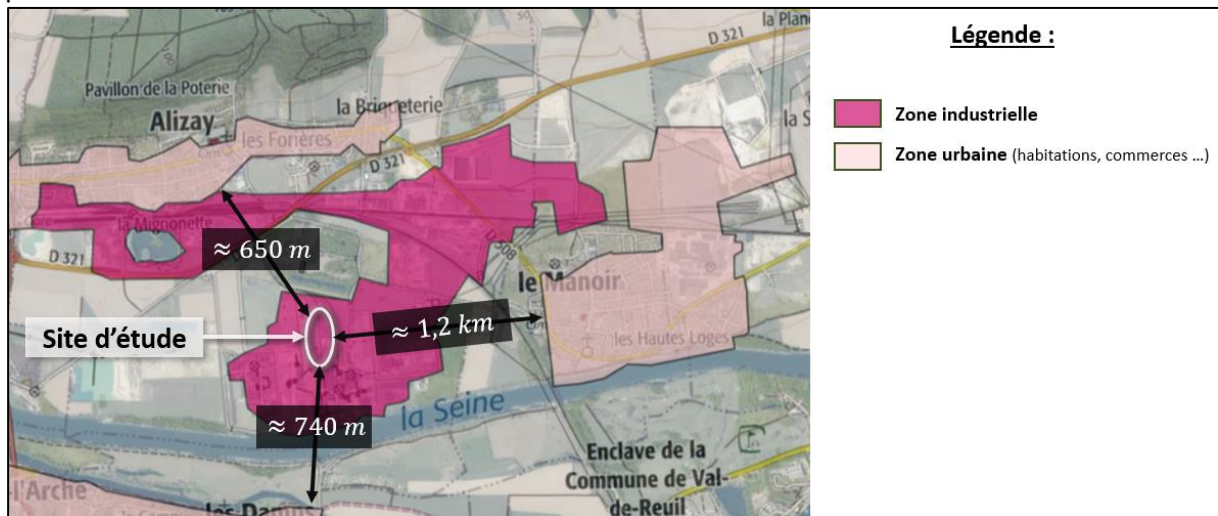 Légende :
Zone industrielle
Zone urbaine (habitations, commerces …)
D 321
Pavillon de la Poterie
la Briqueterie
Alizay
les Forières
D 321
la Mignonette
≈ 650 m
D 508
D 321
le Manoir
Site d'étude
≈ 1,2 km
les Hautes Loges
la Seine
≈ 740 m
Enclave de la
Commune de Val-
de-Reuil
l'Arche
les Damps